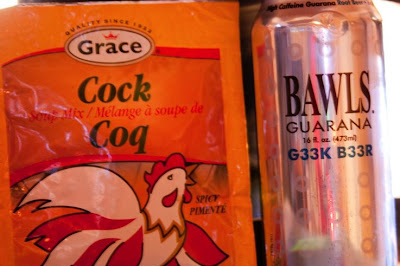 QUALITY SINCE 1922
Grace
Cock
Soup Mix / Mélange à soupe de
Coq
SPICY
PIMENTÉ
High Caffeine Guarana Root Beer
BAWLS
GUARANA
16 fl. oz. (473ml)
G33K B33R